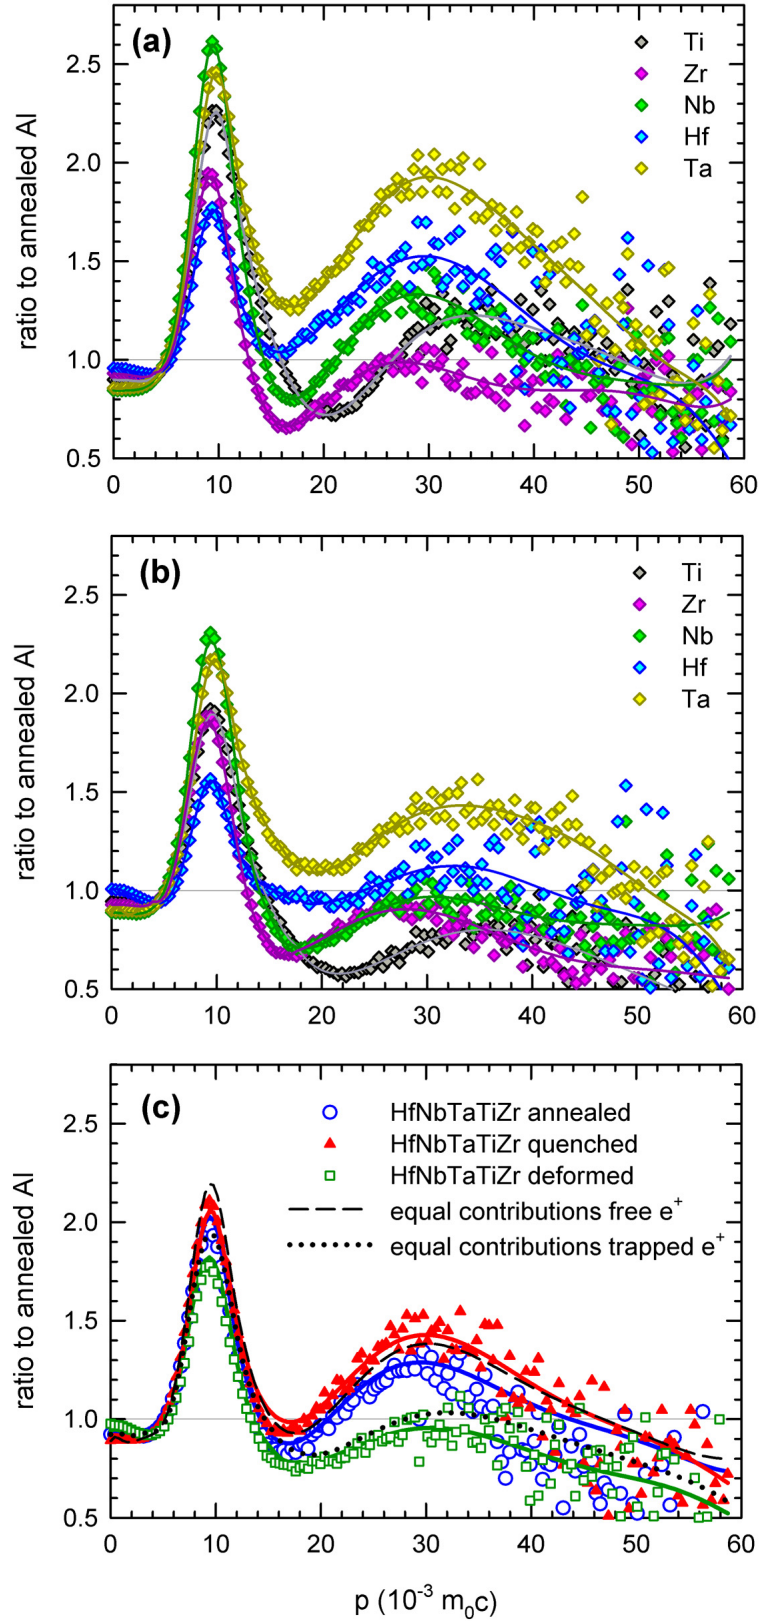 (a)
Ti
Zr
Nb
Hf
Ta
ratio to annealed Al
2.5
2.0
1.5
1.0
0.5
0 10 20 30 40 50 60
(b)
Ti
Zr
Nb
Hf
Ta
ratio to annealed Al
2.5
2.0
1.5
1.0
0.5
0 10 20 30 40 50 60
(c)
HfNbTaTiZr annealed
HfNbTaTiZr quenched
HfNbTaTiZr deformed
equal contributions free e⁺
equal contributions trapped e⁺
ratio to annealed Al
2.5
2.0
1.5
1.0
0.5
0 10 20 30 40 50 60
p (10⁻³ m₀c)